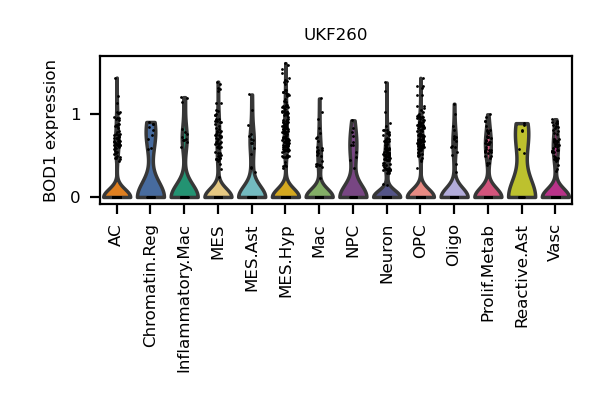 UKF260
BOD1 expression
1
0
AC
Chromatin.Reg
Inflammatory.Mac
MES
MES.Ast
MES.Hyp
Mac
NPC
Neuron
OPC
Oligo
Prolif.Metab
Reactive.Ast
Vasc